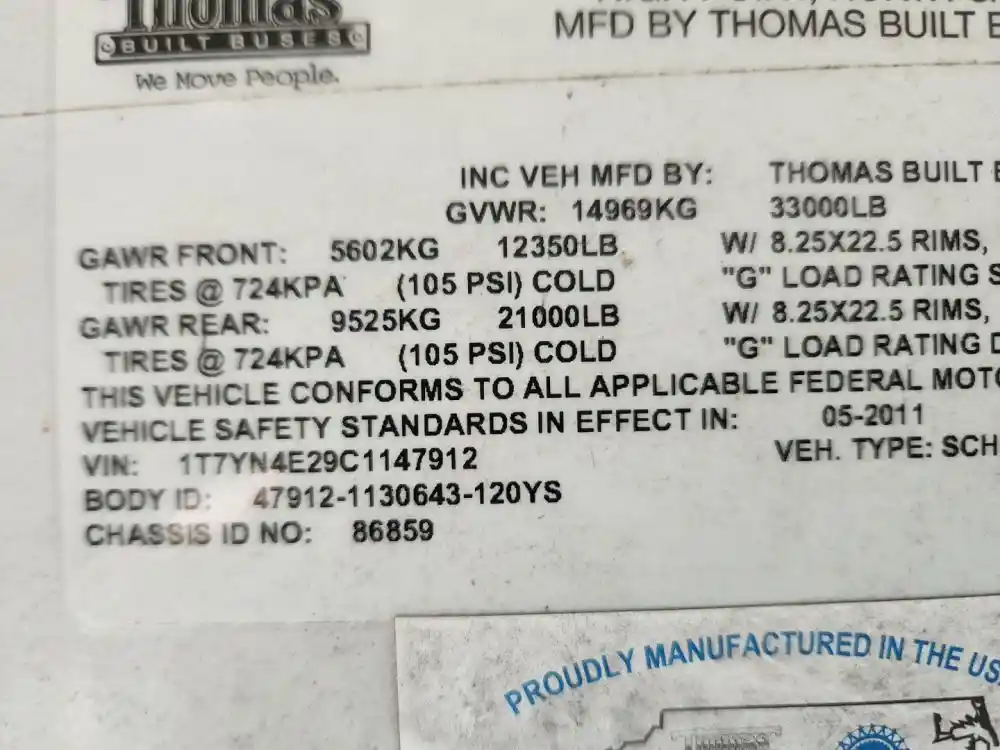 Thomas
BUILT BUSES
We Move People.
MFD BY THOMAS BUILT B
INC VEH MFD BY: THOMAS BUILT B
GVWR: 14969KG 33000LB
GAWR FRONT: 5602KG 12350LB W/ 8.25X22.5 RIMS,
TIRES @ 724KPA (105 PSI) COLD "G" LOAD RATING S
GAWR REAR: 9525KG 21000LB W/ 8.25X22.5 RIMS,
TIRES @ 724KPA (105 PSI) COLD "G" LOAD RATING D
THIS VEHICLE CONFORMS TO ALL APPLICABLE FEDERAL MOTO
VEHICLE SAFETY STANDARDS IN EFFECT IN: 05-2011
VIN: 1T7YN4E29C1147912 VEH. TYPE: SCH
BODY ID: 47912-1130643-120YS
CHASSIS ID NO: 86859
PROUDLY MANUFACTURED IN THE US
Thomas